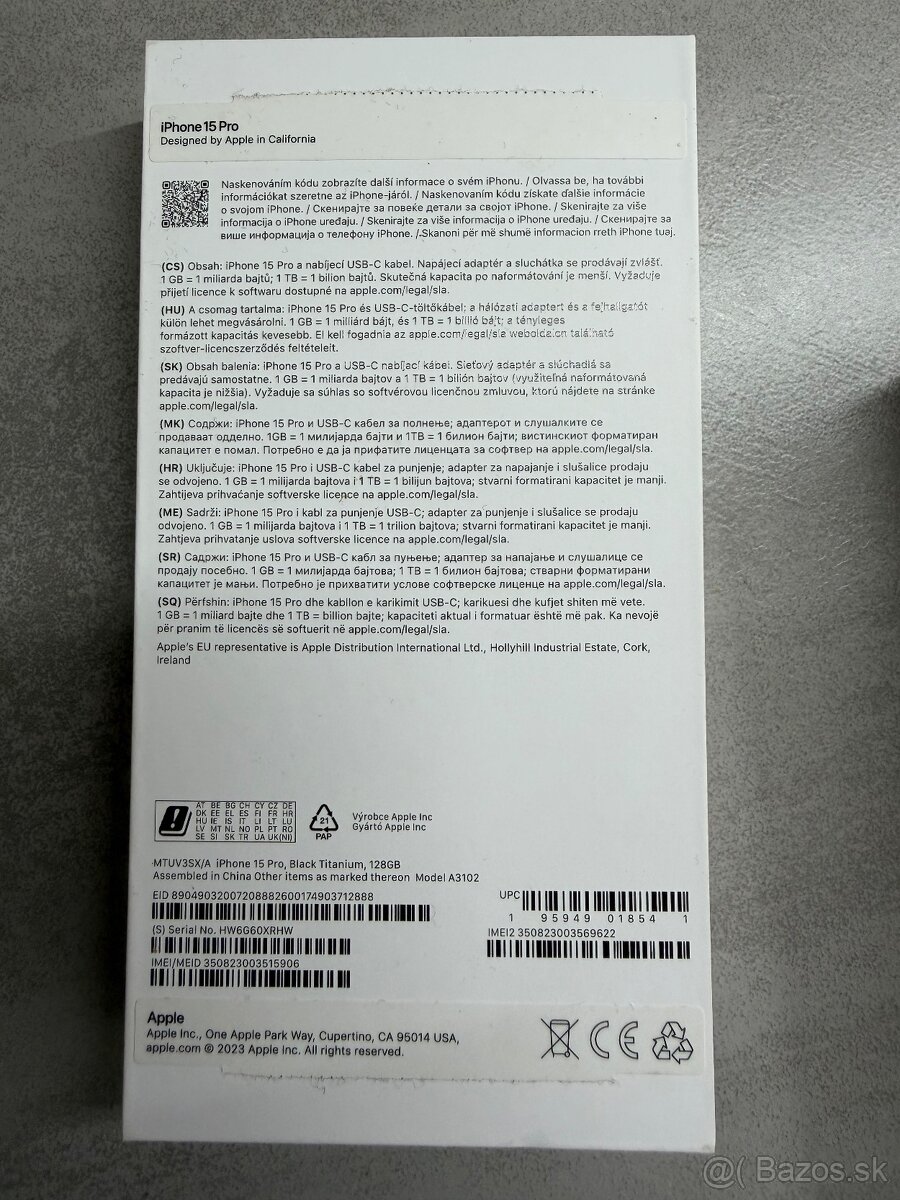 iPhone 15 Pro
Designed by Apple in California
Naskenováním kódu zobrazíte další informace o svém iPhonu. / Olvassa be, ha további
információkat szeretne az iPhone-járól. / Naskenovaním kódu získate ďalšie informácie
o svojom iPhone. / Скенирајте за повеќе детали за својот iPhone. / Skenirajte za više
informacija o iPhone uređaju. / Skenirajte za više informacija o iPhone uređaju. / Скенирајте за
више информација о телефону iPhone. / Skanoni për më shumë informacion rreth iPhone tuaj.
(CS) Obsah: iPhone 15 Pro a nabíjecí USB-C kabel. Napájecí adaptér a sluchátka se prodávají zvlášť.
1 GB = 1 miliarda bajtů; 1 TB = 1 bilion bajtů. Skutečná kapacita po naformátování je menší. Vyžaduje
přijetí licence k softwaru dostupné na apple.com/legal/sla.
(HU) A csomag tartalma: iPhone 15 Pro és USB-C-töltőkábel; a hálózati adaptert és a fejhallgatót
külön lehet megvásárolni. 1 GB = 1 milliárd bájt, és 1 TB = 1 billió bájt; a tényleges
formázott kapacitás kevesebb. El kell fogadnia az apple.com/legal/sla weboldalon található
szoftver-licencszerződés feltételeit.
(SK) Obsah balenia: iPhone 15 Pro a USB-C nabíjací kábel. Sieťový adaptér a slúchadlá sa
predávajú samostatne. 1 GB = 1 miliarda bajtov a 1 TB = 1 bilión bajtov (využiteľná naformátovaná
kapacita je nižšia). Vyžaduje sa súhlas so softvérovou licenčnou zmluvou, ktorú nájdete na stránke
apple.com/legal/sla.
(MK) Содржи: iPhone 15 Pro и USB-C кабел за полнење; адаптерот и слушалките се
продаваат одделно. 1GB = 1 милијарда бајти и 1TB = 1 билион бајти; вистинскиот форматиран
капацитет е помал. Потребно е да ја прифатите лиценцата за софтвер на apple.com/legal/sla.
(HR) Uključuje: iPhone 15 Pro i USB-C kabel za punjenje; adapter za napajanje i slušalice prodaju
se odvojeno. 1 GB = 1 milijarda bajtova i 1 TB = 1 bilijun bajtova; stvarni formatirani kapacitet je manji.
Zahtijeva prihvaćanje softverske licence na apple.com/legal/sla.
(ME) Sadrži: iPhone 15 Pro i kabl za punjenje USB-C; adapter za punjenje i slušalice se prodaju
odvojeno. 1 GB = 1 milijarda bajtova i 1 TB = 1 trilion bajtova; stvarni formatirani kapacitet je manji.
Zahtjeva prihvatanje uslova softverske licence na apple.com/legal/sla.
(SR) Садржи: iPhone 15 Pro и USB-C кабл за пуњење; адаптер за напајање и слушалице се
продају посебно. 1 GB = 1 милијарда бајтова; 1 TB = 1 билион бајтова; стварни форматирани
капацитет је мањи. Потребно је прихватити услове софтверске лиценце на apple.com/legal/sla.
(SQ) Përfshin: iPhone 15 Pro dhe kabllon e karikimit USB-C; karikuesi dhe kufjet shiten më vete.
1 GB = 1 miliard bajte dhe 1 TB = billion bajte; kapaciteti aktual i formatuar është më pak. Ka nevojë
për pranim të licencës së softuerit në apple.com/legal/sla.
Apple's EU representative is Apple Distribution International Ltd., Hollyhill Industrial Estate, Cork,
Ireland
AT BE BG CH CY CZ DE
DK EE EL ES FI FR HR
HU IE IS IT LI LT LU
LV MT NL NO PL PT RO
SE SI SK TR UA UK(NI)
21
PAP
Výrobce Apple Inc
Gyártó Apple Inc
MTUV3SX/A iPhone 15 Pro, Black Titanium, 128GB
Assembled in China Other items as marked thereon Model A3102
EID 89049032007208882600174903712888
UPC
1 95949 01854 1
(S) Serial No. HW6G60XRHW
IMEI2 350823003569622
IMEI/MEID 350823003515906
Apple
Apple Inc., One Apple Park Way, Cupertino, CA 95014 USA,
apple.com © 2023 Apple Inc. All rights reserved.
CE
@( Bazos.sk